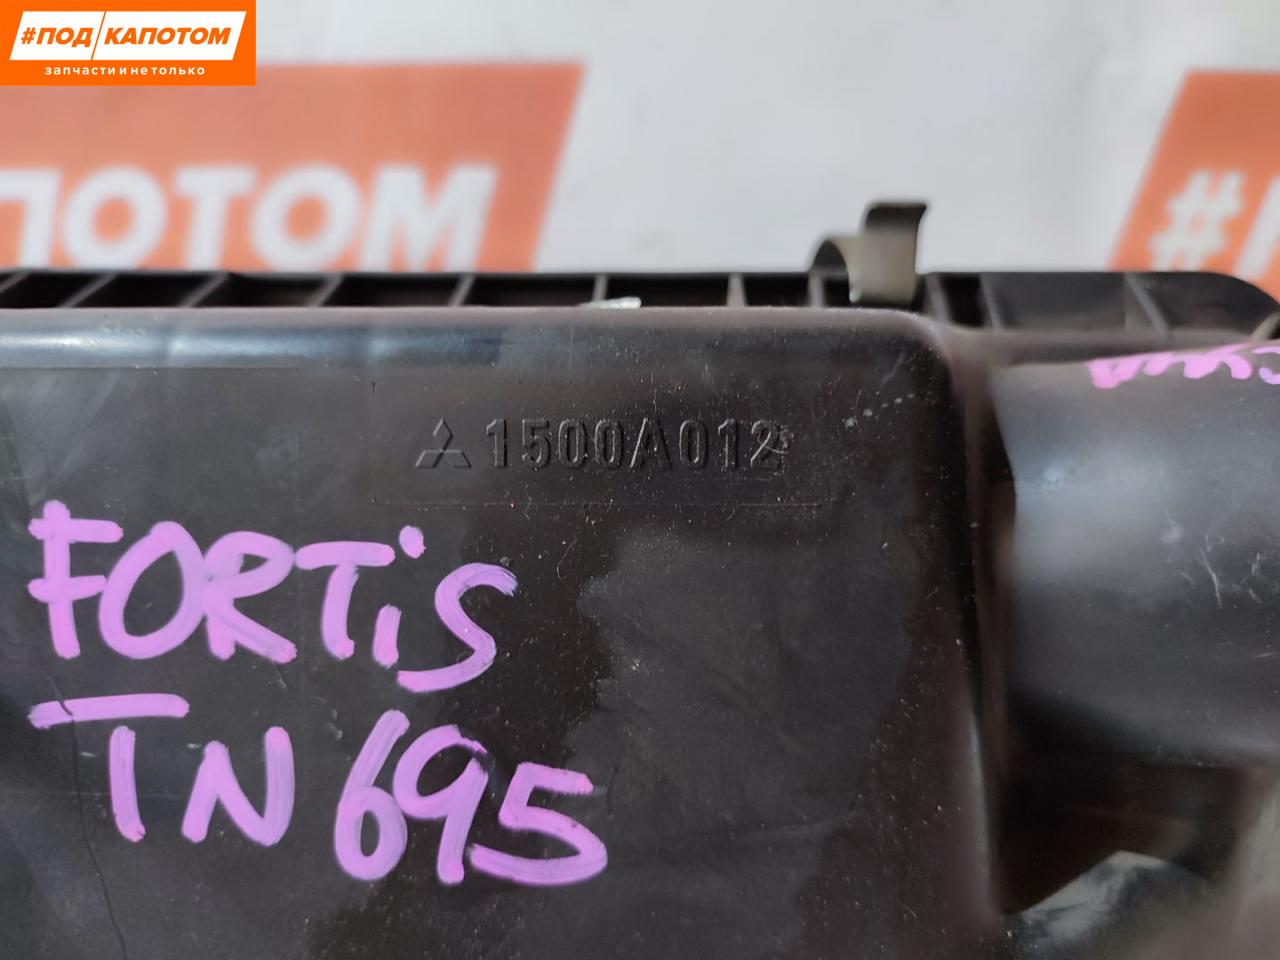 #ПОД КАПОТОМ
запчасти и не только
ПОТОМ
#П
1500A012
FORTiS
TN695